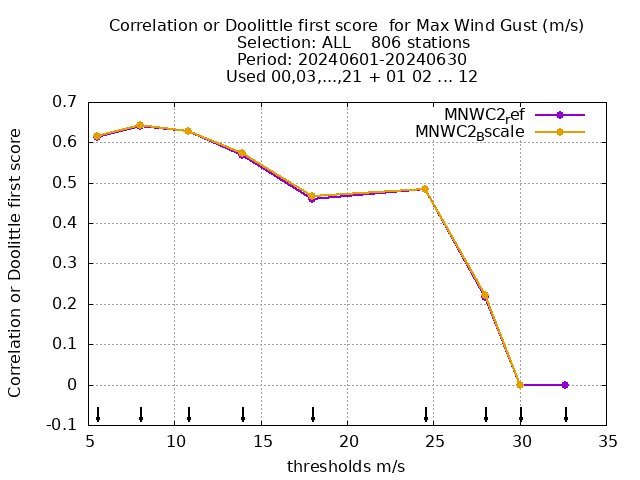 Correlation or Doolittle first score  for Max Wind Gust (m/s)
Selection: ALL    806 stations
Period: 20240601-20240630
Used 00,03,...,21 + 01 02 ... 12
MNWC2ref
MNWC2Bscale
Correlation or Doolittle first score
0.7
0.6
0.5
0.4
0.3
0.2
0.1
0
-0.1
5 10 15 20 25 30 35
thresholds m/s